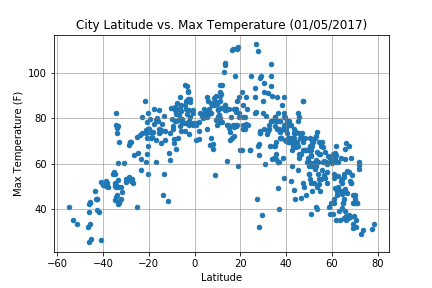 City Latitude vs. Max Temperature (01/05/2017)
Max Temperature (F)
100
80
60
40
−60 −40 −20 0 20 40 60 80
Latitude